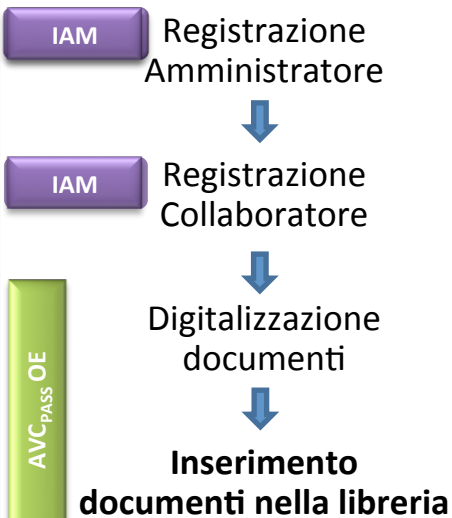 IAM
Registrazione
Amministratore
IAM
Registrazione
Collaboratore
AVCPASS OE
Digitalizzazione
documenti
Inserimento
documenti nella libreria